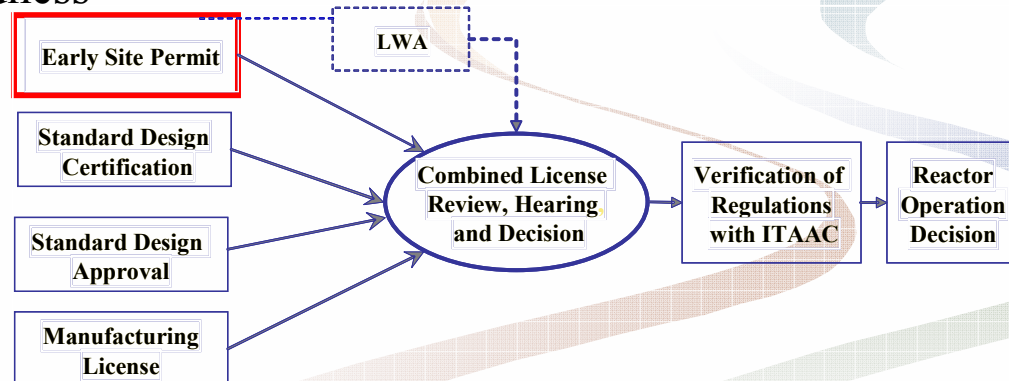 Early Site Permit
LWA
Standard Design
Certification
Standard Design
Approval
Manufacturing
License
Combined License
Review, Hearing
and Decision
Verification of
Regulations
with ITAAC
Reactor
Operation
Decision